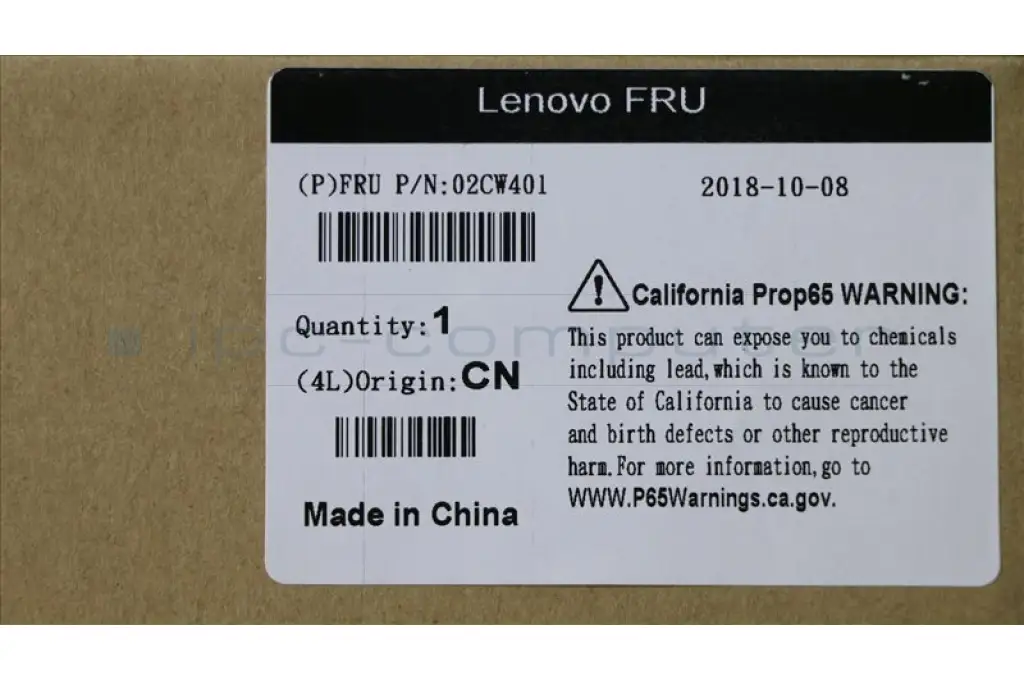 Lenovo FRU
(P)FRU P/N:02CW401
2018-10-08
Quantity:1
(4L)Origin:CN
Made in China
California Prop65 WARNING:
This product can expose you to chemicals
including lead,which is known to the
State of California to cause cancer
and birth defects or other reproductive
harm.For more information,go to
WWW.P65Warnings.ca.gov.
ipc-computer